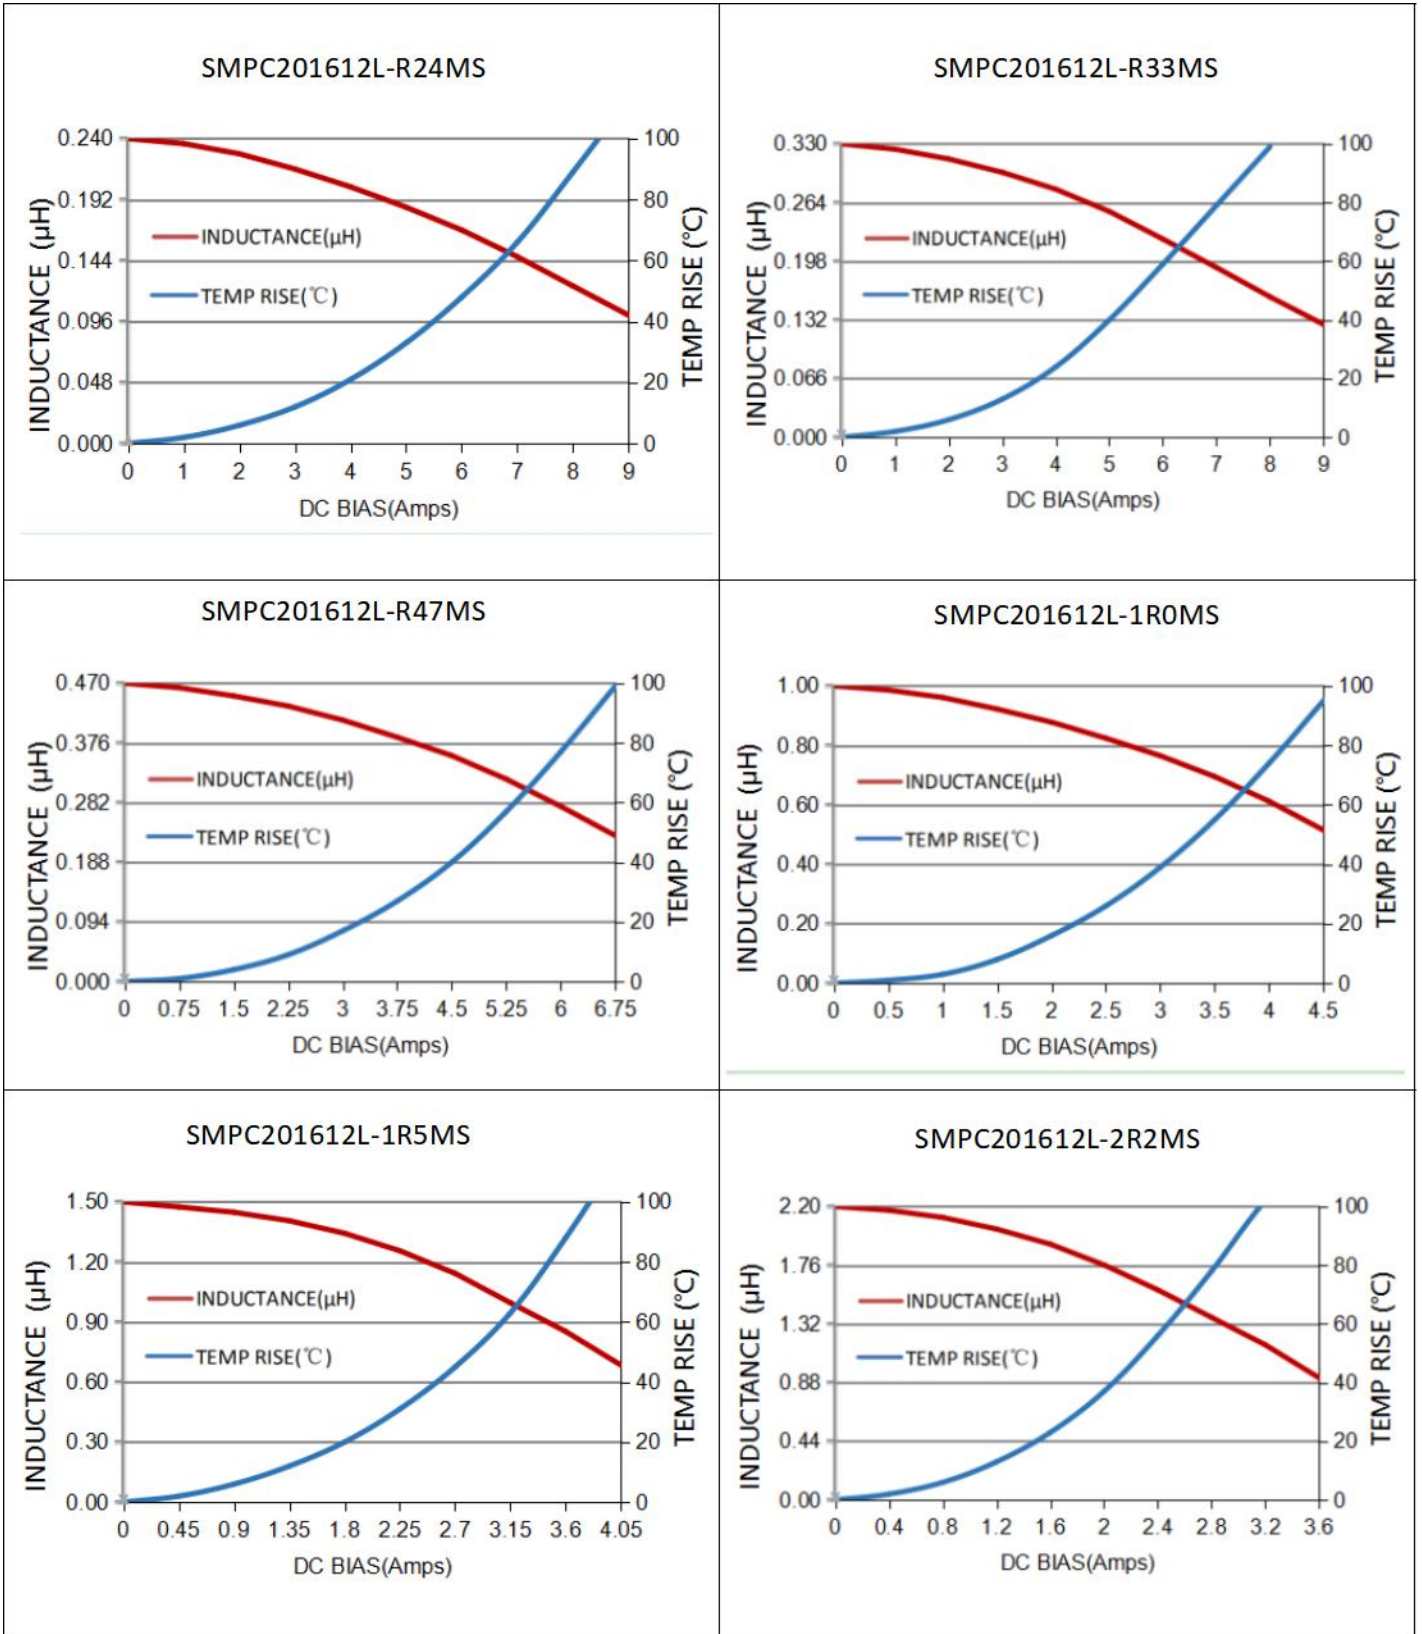 SMPC201612L-R24MS
0.240
0.192
0.144
0.096
0.048
0.000
100
80
60
40
20
0
INDUCTANCE (μH)
TEMP RISE (℃)
INDUCTANCE(μH)
TEMP RISE(℃)
0 1 2 3 4 5 6 7 8 9
DC BIAS(Amps)
SMPC201612L-R33MS
0.330
0.264
0.198
0.132
0.066
0.000
100
80
60
40
20
0
INDUCTANCE (μH)
TEMP RISE (℃)
INDUCTANCE(μH)
TEMP RISE(℃)
0 1 2 3 4 5 6 7 8 9
DC BIAS(Amps)
SMPC201612L-R47MS
0.470
0.376
0.282
0.188
0.094
0.000
100
80
60
40
20
0
INDUCTANCE (μH)
TEMP RISE (℃)
INDUCTANCE(μH)
TEMP RISE(℃)
0 0.75 1.5 2.25 3 3.75 4.5 5.25 6 6.75
DC BIAS(Amps)
SMPC201612L-1R0MS
1.00
0.80
0.60
0.40
0.20
0.00
100
80
60
40
20
0
INDUCTANCE (μH)
TEMP RISE (℃)
INDUCTANCE(μH)
TEMP RISE(℃)
0 0.5 1 1.5 2 2.5 3 3.5 4 4.5
DC BIAS(Amps)
SMPC201612L-1R5MS
1.50
1.20
0.90
0.60
0.30
0.00
100
80
60
40
20
0
INDUCTANCE (μH)
TEMP RISE (℃)
INDUCTANCE(μH)
TEMP RISE(℃)
0 0.45 0.9 1.35 1.8 2.25 2.7 3.15 3.6 4.05
DC BIAS(Amps)
SMPC201612L-2R2MS
2.20
1.76
1.32
0.88
0.44
0.00
100
80
60
40
20
0
INDUCTANCE (μH)
TEMP RISE (℃)
INDUCTANCE(μH)
TEMP RISE(℃)
0 0.4 0.8 1.2 1.6 2 2.4 2.8 3.2 3.6
DC BIAS(Amps)